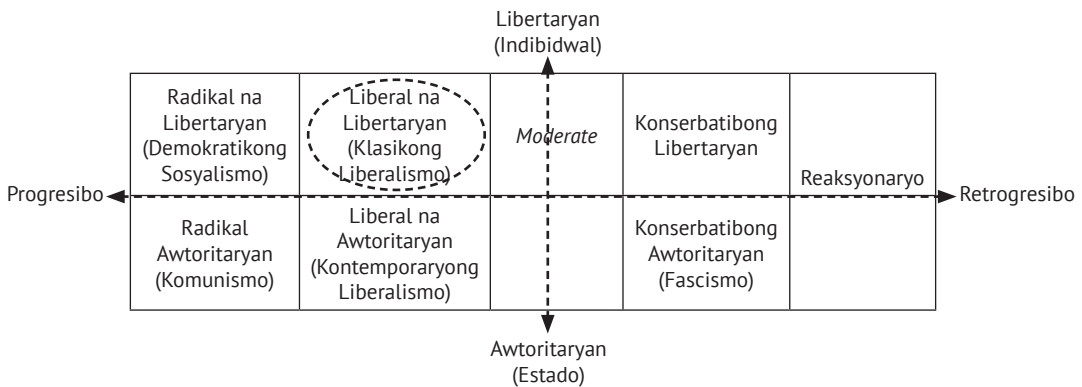 Libertaryan
(Indibidwal)
Radikal na
Libertaryan
(Demokratikong
Sosyalismo)
Liberal na
Libertaryan
(Klasikong
Liberalismo)
Moderate
Konserbatibong
Libertaryan
Reaksyonaryo
Progresibo
Retrogresibo
Radikal
Awtoritaryan
(Komunismo)
Liberal na
Awtoritaryan
(Kontemporaryong
Liberalismo)
Konserbatibong
Awtoritaryan
(Fascismo)
Awtoritaryan
(Estado)